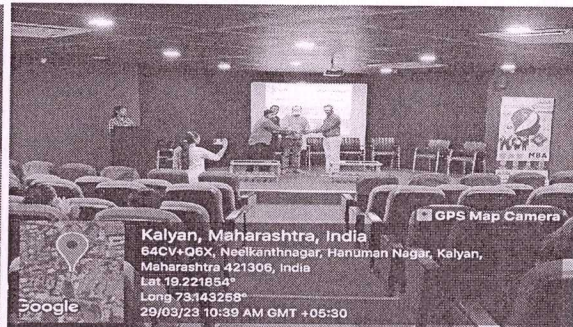 MBA
GPS Map Camera
Kalyan, Maharashtra, India
64CV+Q6X, Neelkanthnagar, Hanuman Nagar, Kalyan,
Maharashtra 421306, India
Lat 19.221854°
Long 73.143258°
29/03/23 10:39 AM GMT +05:30
Google